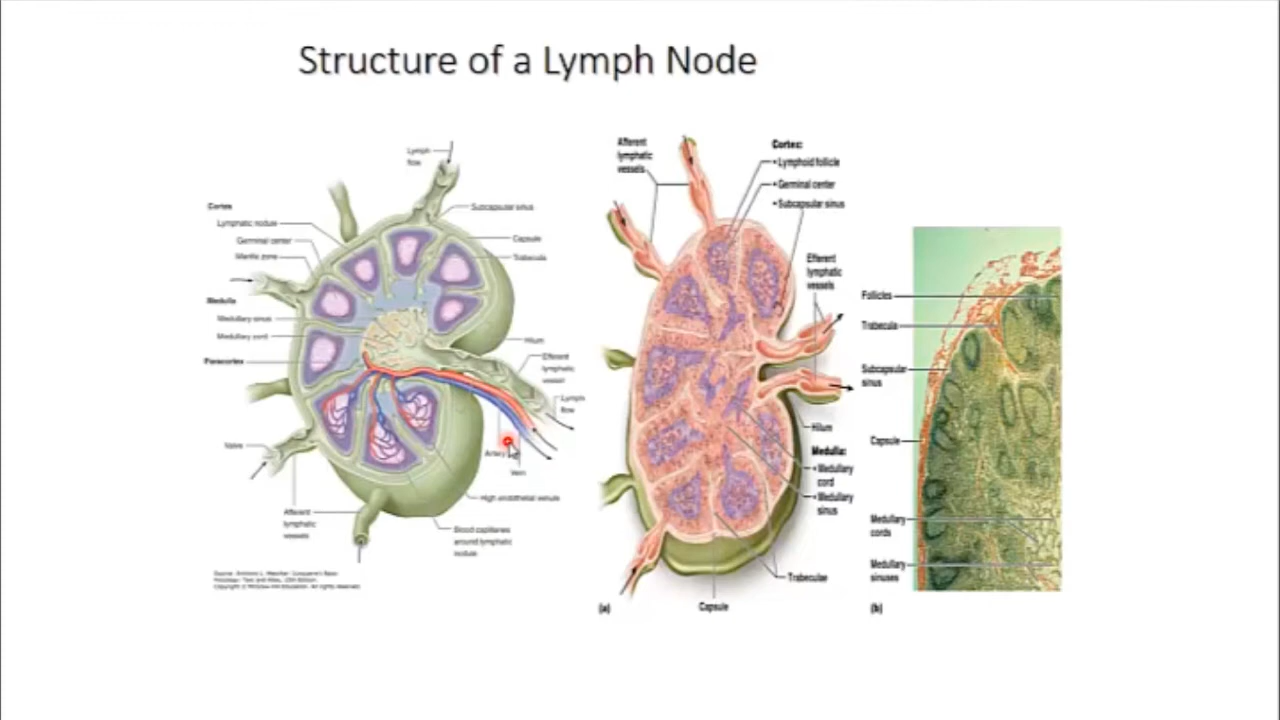 Structure of a Lymph Node
Lymph
flow
Cortex
Lymphatic nodule
Germinal center
Mantle zone
Medulla
Medullary sinus
Medullary cord
Paracortex
Valve
Afferent
lymphatic
vessels
Subcapsular sinus
Capsule
Trabecula
Hilum
Efferent
lymphatic
vessel
Lymph
flow
Artery
Vein
High endothelial venule
Blood capillaries
around lymphatic
nodule
Afferent
lymphatic
vessels
Cortex:
• Lymphoid follicle
• Germinal center
• Subcapsular sinus
Efferent
lymphatic
vessels
Hilum
Medulla:
• Medullary
cord
• Medullary
sinus
Trabeculae
Capsule
(a)
Follicles
Trabecula
Subcapsular
sinus
Capsule
Medullary
cords
Medullary
sinuses
(b)